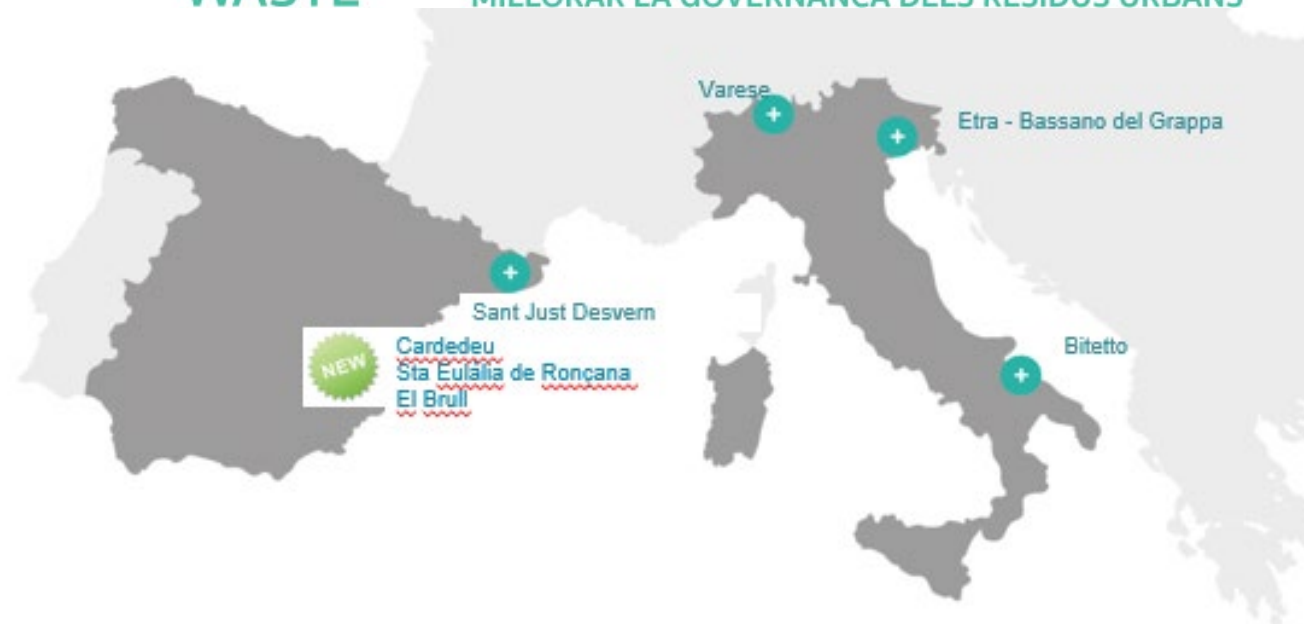 WASTE
MILLORAR LA GOVERNANÇA DELS RESIDUS URBANS
Varese
Etra - Bassano del Grappa
Sant Just Desvern
NEW
Cardedeu
Sta Eulàlia de Ronçana
El Brull
Bitetto